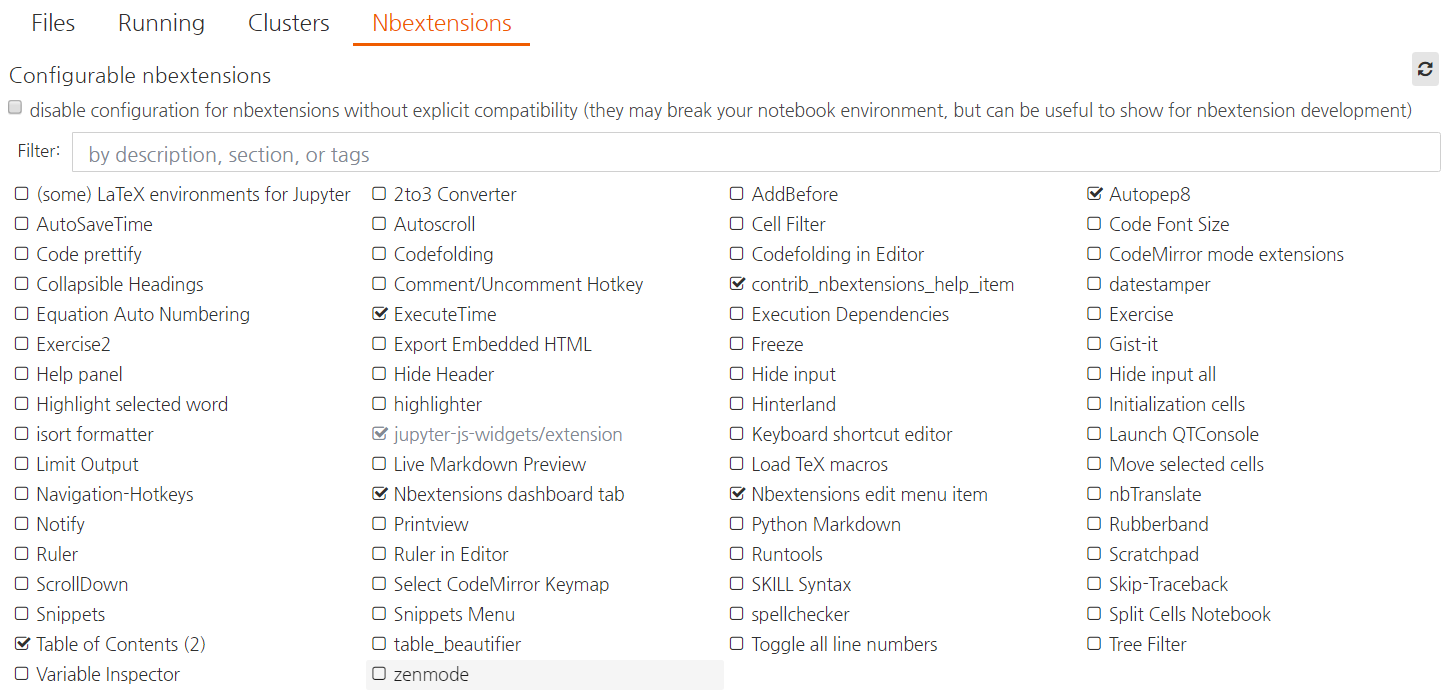 Files Running Clusters Nbextensions
Configurable nbextensions
disable configuration for nbextensions without explicit compatibility (they may break your notebook environment, but can be useful to show for nbextension development)
Filter: by description, section, or tags
(some) LaTeX environments for Jupyter 2to3 Converter AddBefore Autopep8
AutoSaveTime Autoscroll Cell Filter Code Font Size
Code prettify Codefolding Codefolding in Editor CodeMirror mode extensions
Collapsible Headings Comment/Uncomment Hotkey contrib_nbextensions_help_item datestamper
Equation Auto Numbering ExecuteTime Execution Dependencies Exercise
Exercise2 Export Embedded HTML Freeze Gist-it
Help panel Hide Header Hide input Hide input all
Highlight selected word highlighter Hinterland Initialization cells
isort formatter jupyter-js-widgets/extension Keyboard shortcut editor Launch QTConsole
Limit Output Live Markdown Preview Load TeX macros Move selected cells
Navigation-Hotkeys Nbextensions dashboard tab Nbextensions edit menu item nbTranslate
Notify Printview Python Markdown Rubberband
Ruler Ruler in Editor Runtools Scratchpad
ScrollDown Select CodeMirror Keymap SKILL Syntax Skip-Traceback
Snippets Snippets Menu spellchecker Split Cells Notebook
Table of Contents (2) table_beautifier Toggle all line numbers Tree Filter
Variable Inspector zenmode